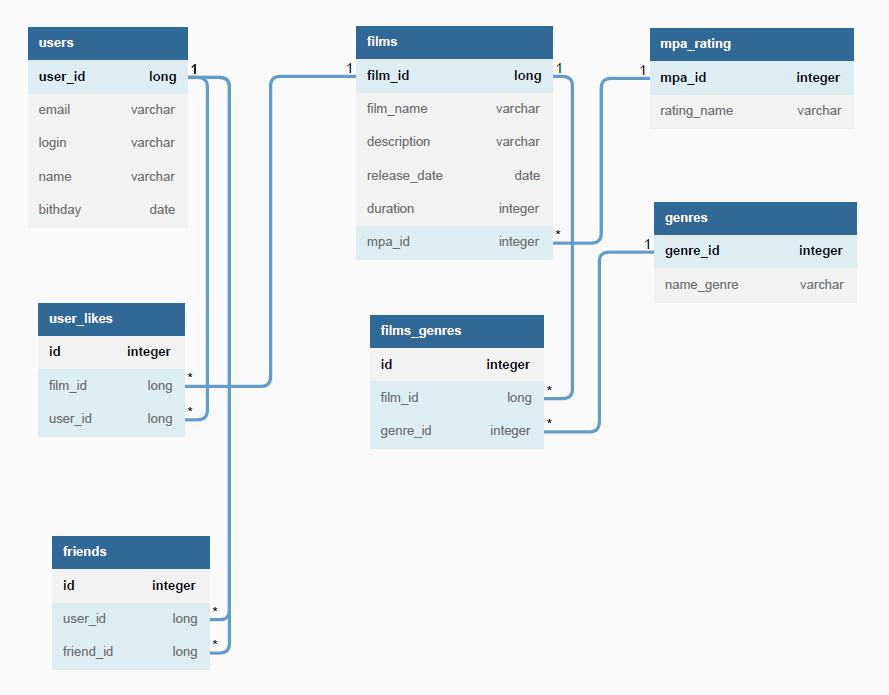 users
user_id long
email varchar
login varchar
name varchar
bithday date
1
films
film_id long
film_name varchar
description varchar
release_date date
duration integer
mpa_id integer
1
1
*
mpa_rating
mpa_id integer
rating_name varchar
1
genres
genre_id integer
name_genre varchar
1
user_likes
id integer
film_id long
user_id long
*
*
films_genres
id integer
film_id long
genre_id integer
*
*
friends
id integer
user_id long
friend_id long
*
*